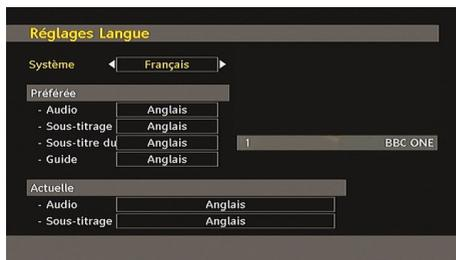 Réglages Langue
Système Français
Préférée
- Audio Anglais
- Sous-titrage Anglais
- Sous-titre du Anglais
1 BBC ONE
- Guide Anglais
Actuelle
- Audio Anglais
- Sous-titrage Anglais